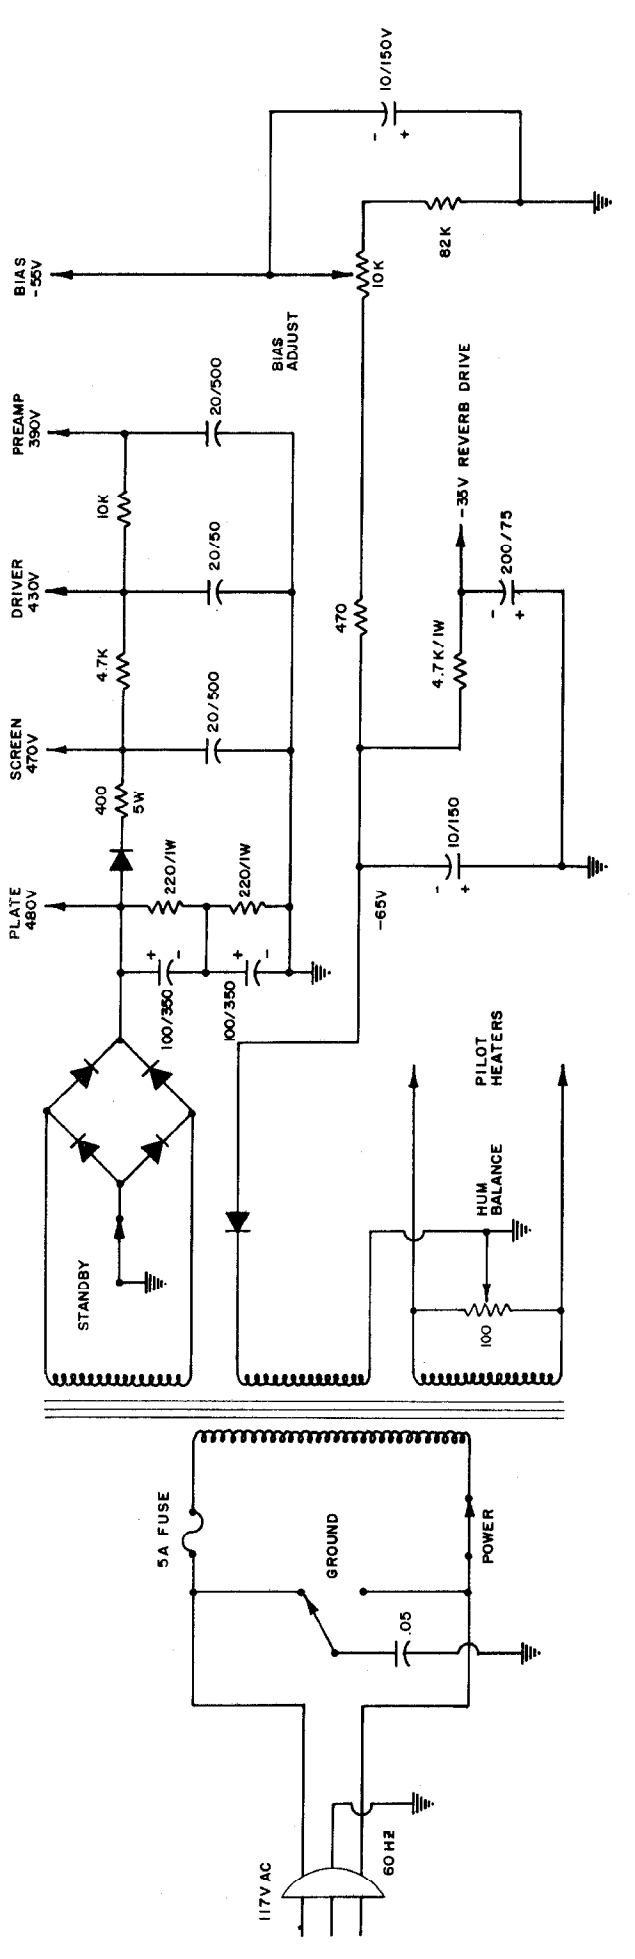 117V AC
60 HZ
5A FUSE
GROUND
.05
POWER
STANDBY
HUM
BALANCE
100
PILOT
HEATERS
PLATE
480V
100/350
+
-
100/350
+
-
220/1W
220/1W
400
5W
SCREEN
470V
20/500
4.7K
DRIVER
430V
20/50
10K
PREAMP
390V
20/500
BIAS
-55V
BIAS
ADJUST
-65V
10/150
-
+
470
4.7K/1W
-35V REVERB DRIVE
200/75
-
+
10K
82K
10/150V
-
+